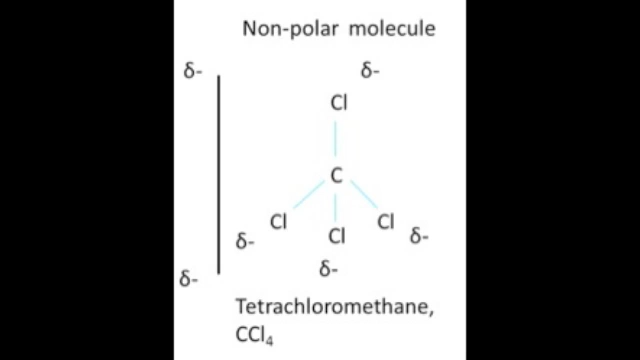 Non-polar molecule
δ- δ-
Cl
C
Cl Cl Cl
δ- δ-
δ-
δ-
Tetrachloromethane,
CCl₄